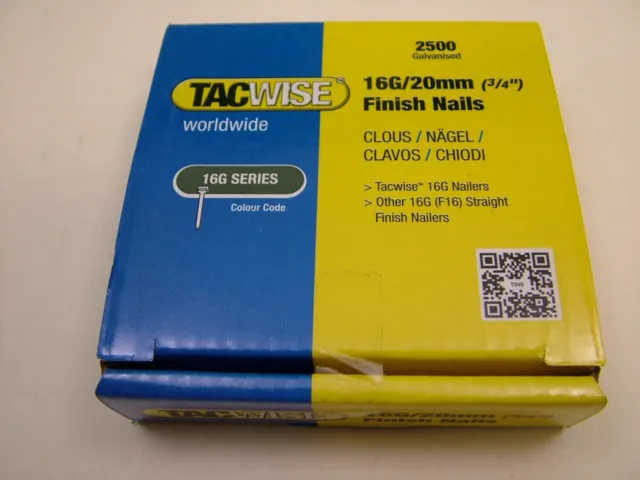 2500
Galvanised
TACWISE™
worldwide
16G SERIES
Colour Code
16G/20mm (3/4")
Finish Nails
CLOUS / NÄGEL /
CLAVOS / CHIODI
> Tacwise™ 16G Nailers
> Other 16G (F16) Straight
Finish Nailers
TACWISE
16G/20mm
Finish Nails